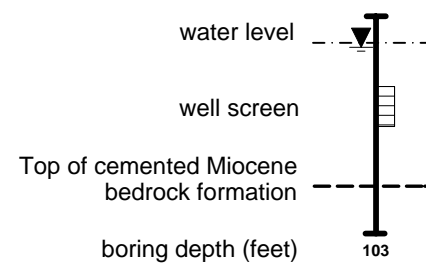 water level
well screen
Top of cemented Miocene
bedrock formation
boring depth (feet)
103